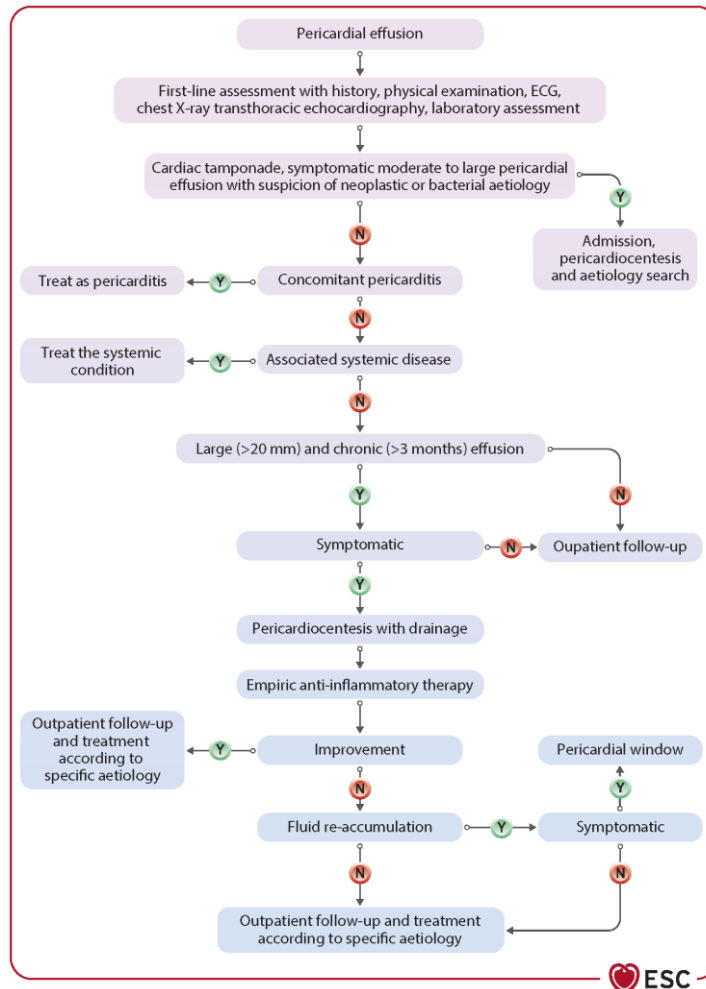 Pericardial effusion
First-line assessment with history, physical examination, ECG,
chest X-ray transthoracic echocardiography, laboratory assessment
Cardiac tamponade, symptomatic moderate to large pericardial
effusion with suspicion of neoplastic or bacterial aetiology
Y
N
Admission,
pericardiocentesis
and aetiology search
Treat as pericarditis
Y
Concomitant pericarditis
N
Treat the systemic
condition
Y
Associated systemic disease
N
Large (>20 mm) and chronic (>3 months) effusion
Y
N
Symptomatic
N
Oupatient follow-up
Y
Pericardiocentesis with drainage
Empiric anti-inflammatory therapy
Outpatient follow-up
and treatment
according to
specific aetiology
Y
Improvement
Pericardial window
N
Y
Fluid re-accumulation
Y
Symptomatic
N
N
Outpatient follow-up and treatment
according to specific aetiology
ESC